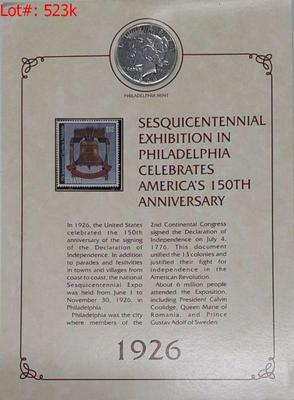 Lot#: 523k
PHILADELPHIA MINT
SESQUICENTENNIAL
EXHIBITION IN
PHILADELPHIA
CELEBRATES
AMERICA'S 150TH
ANNIVERSARY
In 1926, the United States
celebrated the 150th
anniversary of the signing
of the Declaration of
Independence. In addition
to parades and festivities
in towns and villages from
coast to coast, the national
Sesquicentennial Expo
was held from June 1 to
November 30, 1926, in
Philadelphia.
Philadelphia was the city
where members of the
2nd Continental Congress
signed the Declaration of
Independence on July 4,
1776. This document
unified the 13 colonies and
justified their fight for
independence in the
American Revolution.
About 6 million people
attended the Exposition,
including President Calvin
Coolidge, Queen Marie of
Romania, and Prince
Gustav Adolf of Sweden.
1926